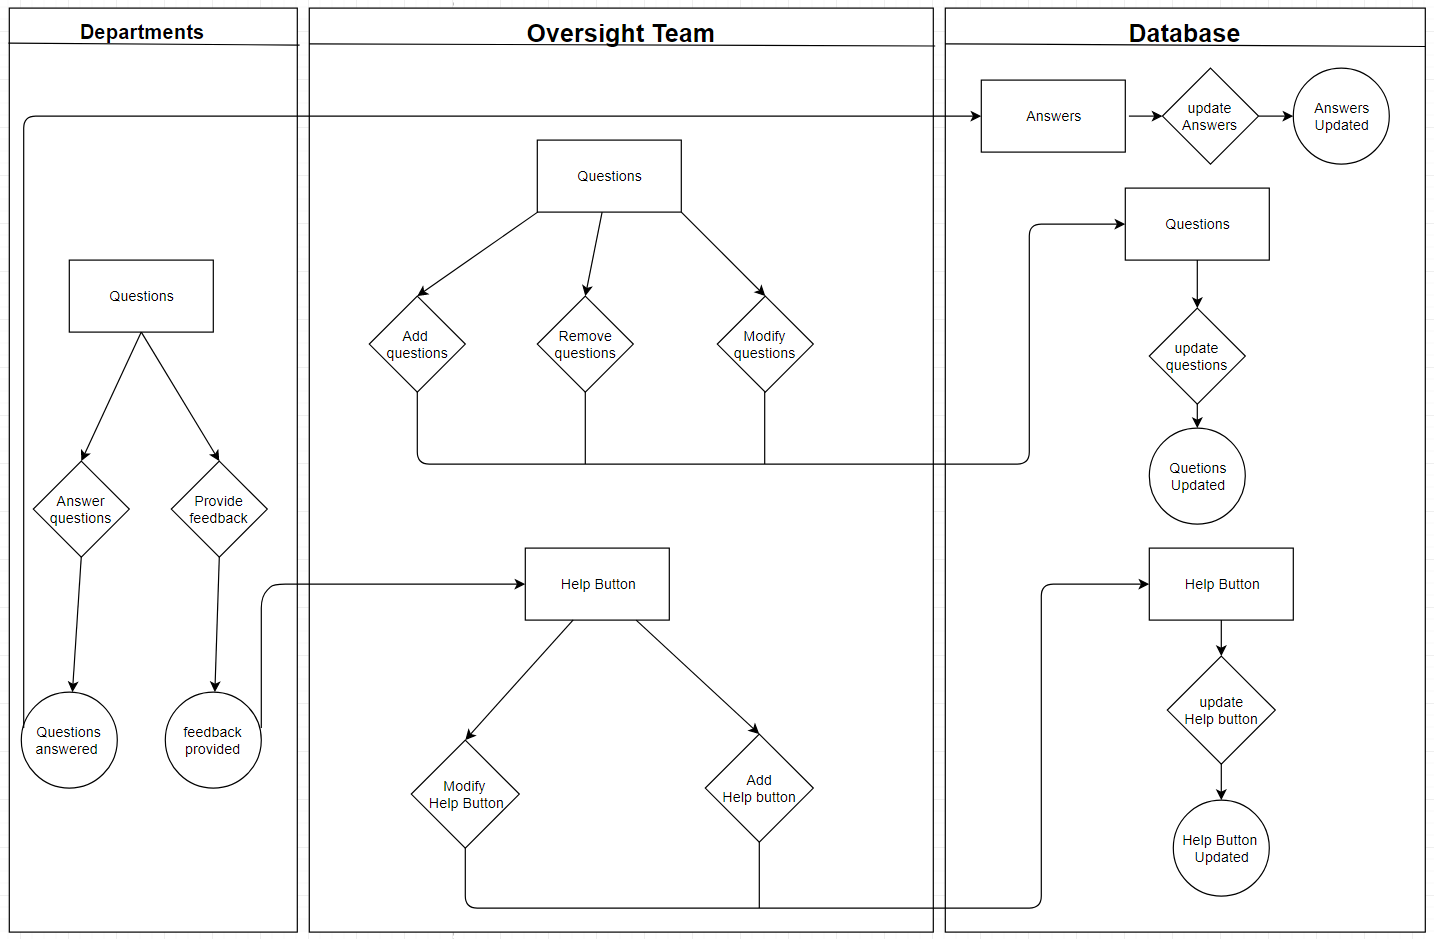 Departments
Questions
Answer
questions
Provide
feedback
Questions
answered
feedback
provided
Oversight Team
Questions
Add
questions
Remove
questions
Modify
questions
Help Button
Modify
Help Button
Add
Help button
Database
Answers
update
Answers
Answers
Updated
Questions
update
questions
Quetions
Updated
Help Button
update
Help button
Help Button
Updated